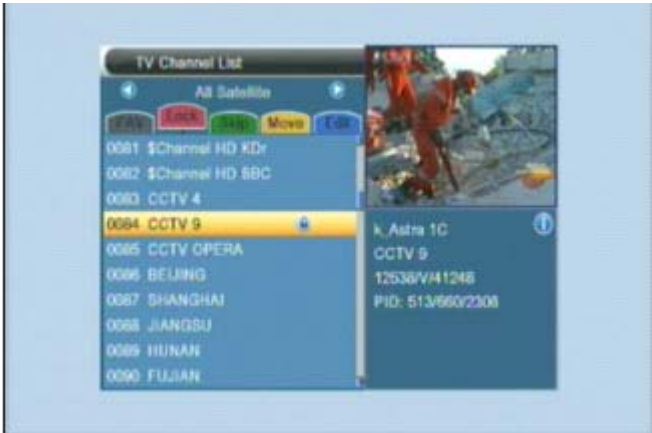 TV Channel List
All Satellite
FAV Lock Skip Move Edit
0081 $Channel HD KDr
0082 $Channel HD BBC
0083 CCTV 4
0084 CCTV 9
0085 CCTV OPERA
0086 BEIJING
0087 SHANGHAI
0088 JIANGSU
0089 HUNAN
0090 FUJIAN
k_Astra 1C
CCTV 9
12538/V/41248
PID: 513/660/2308